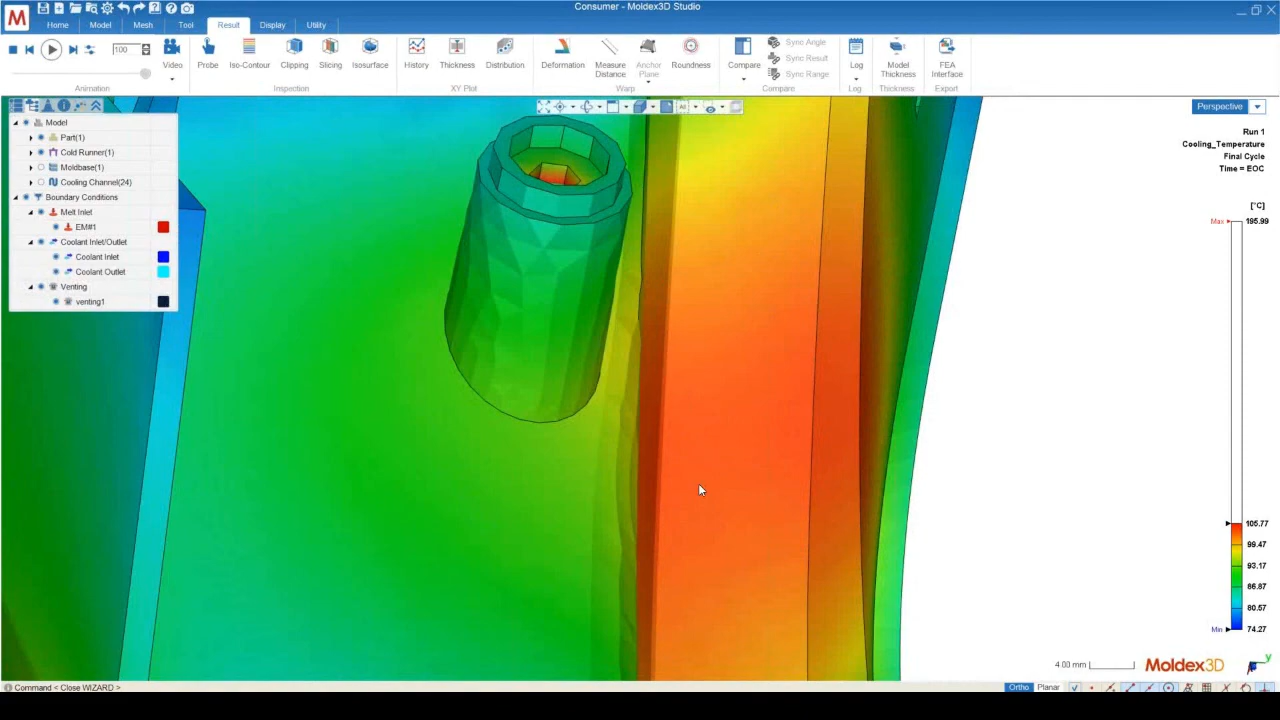 Consumer - Moldex3D Studio
M
Home Model Mesh Tool Result Display Utility
100
Video
Probe Iso-Contour Clipping Slicing Isosurface
History Thickness Distribution
Deformation Measure Distance Anchor Plane Roundness
Compare Sync Angle
Sync Result
Sync Range
Log Model Thickness FEA Interface
Animation Inspection XY Plot Warp Compare Log Thickness Export
Perspective
Model
Part(1)
Cold Runner(1)
Moldbase(1)
Cooling Channel(24)
Boundary Conditions
Melt Inlet
EM#1
Coolant Inlet/Outlet
Coolant Inlet
Coolant Outlet
Venting
venting1
Run 1
Cooling_Temperature
Final Cycle
Time = EOC
[°C]
Max 195.99
105.77
99.47
93.17
86.87
80.57
Min 74.27
4.00 mm
Moldex3D
y
Command < Close WIZARD >
Ortho Planar